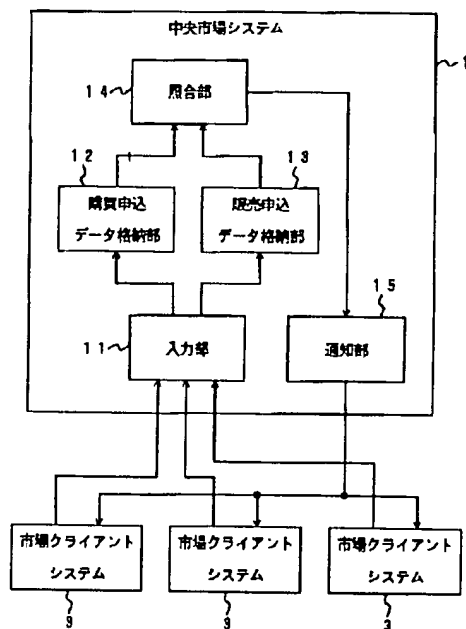 中央市場システム
1
14
照合部
12
13
購買申込
データ格納部
販売申込
データ格納部
15
11
入力部
通知部
市場クライアント
システム
市場クライアント
システム
市場クライアント
システム
3
3
3